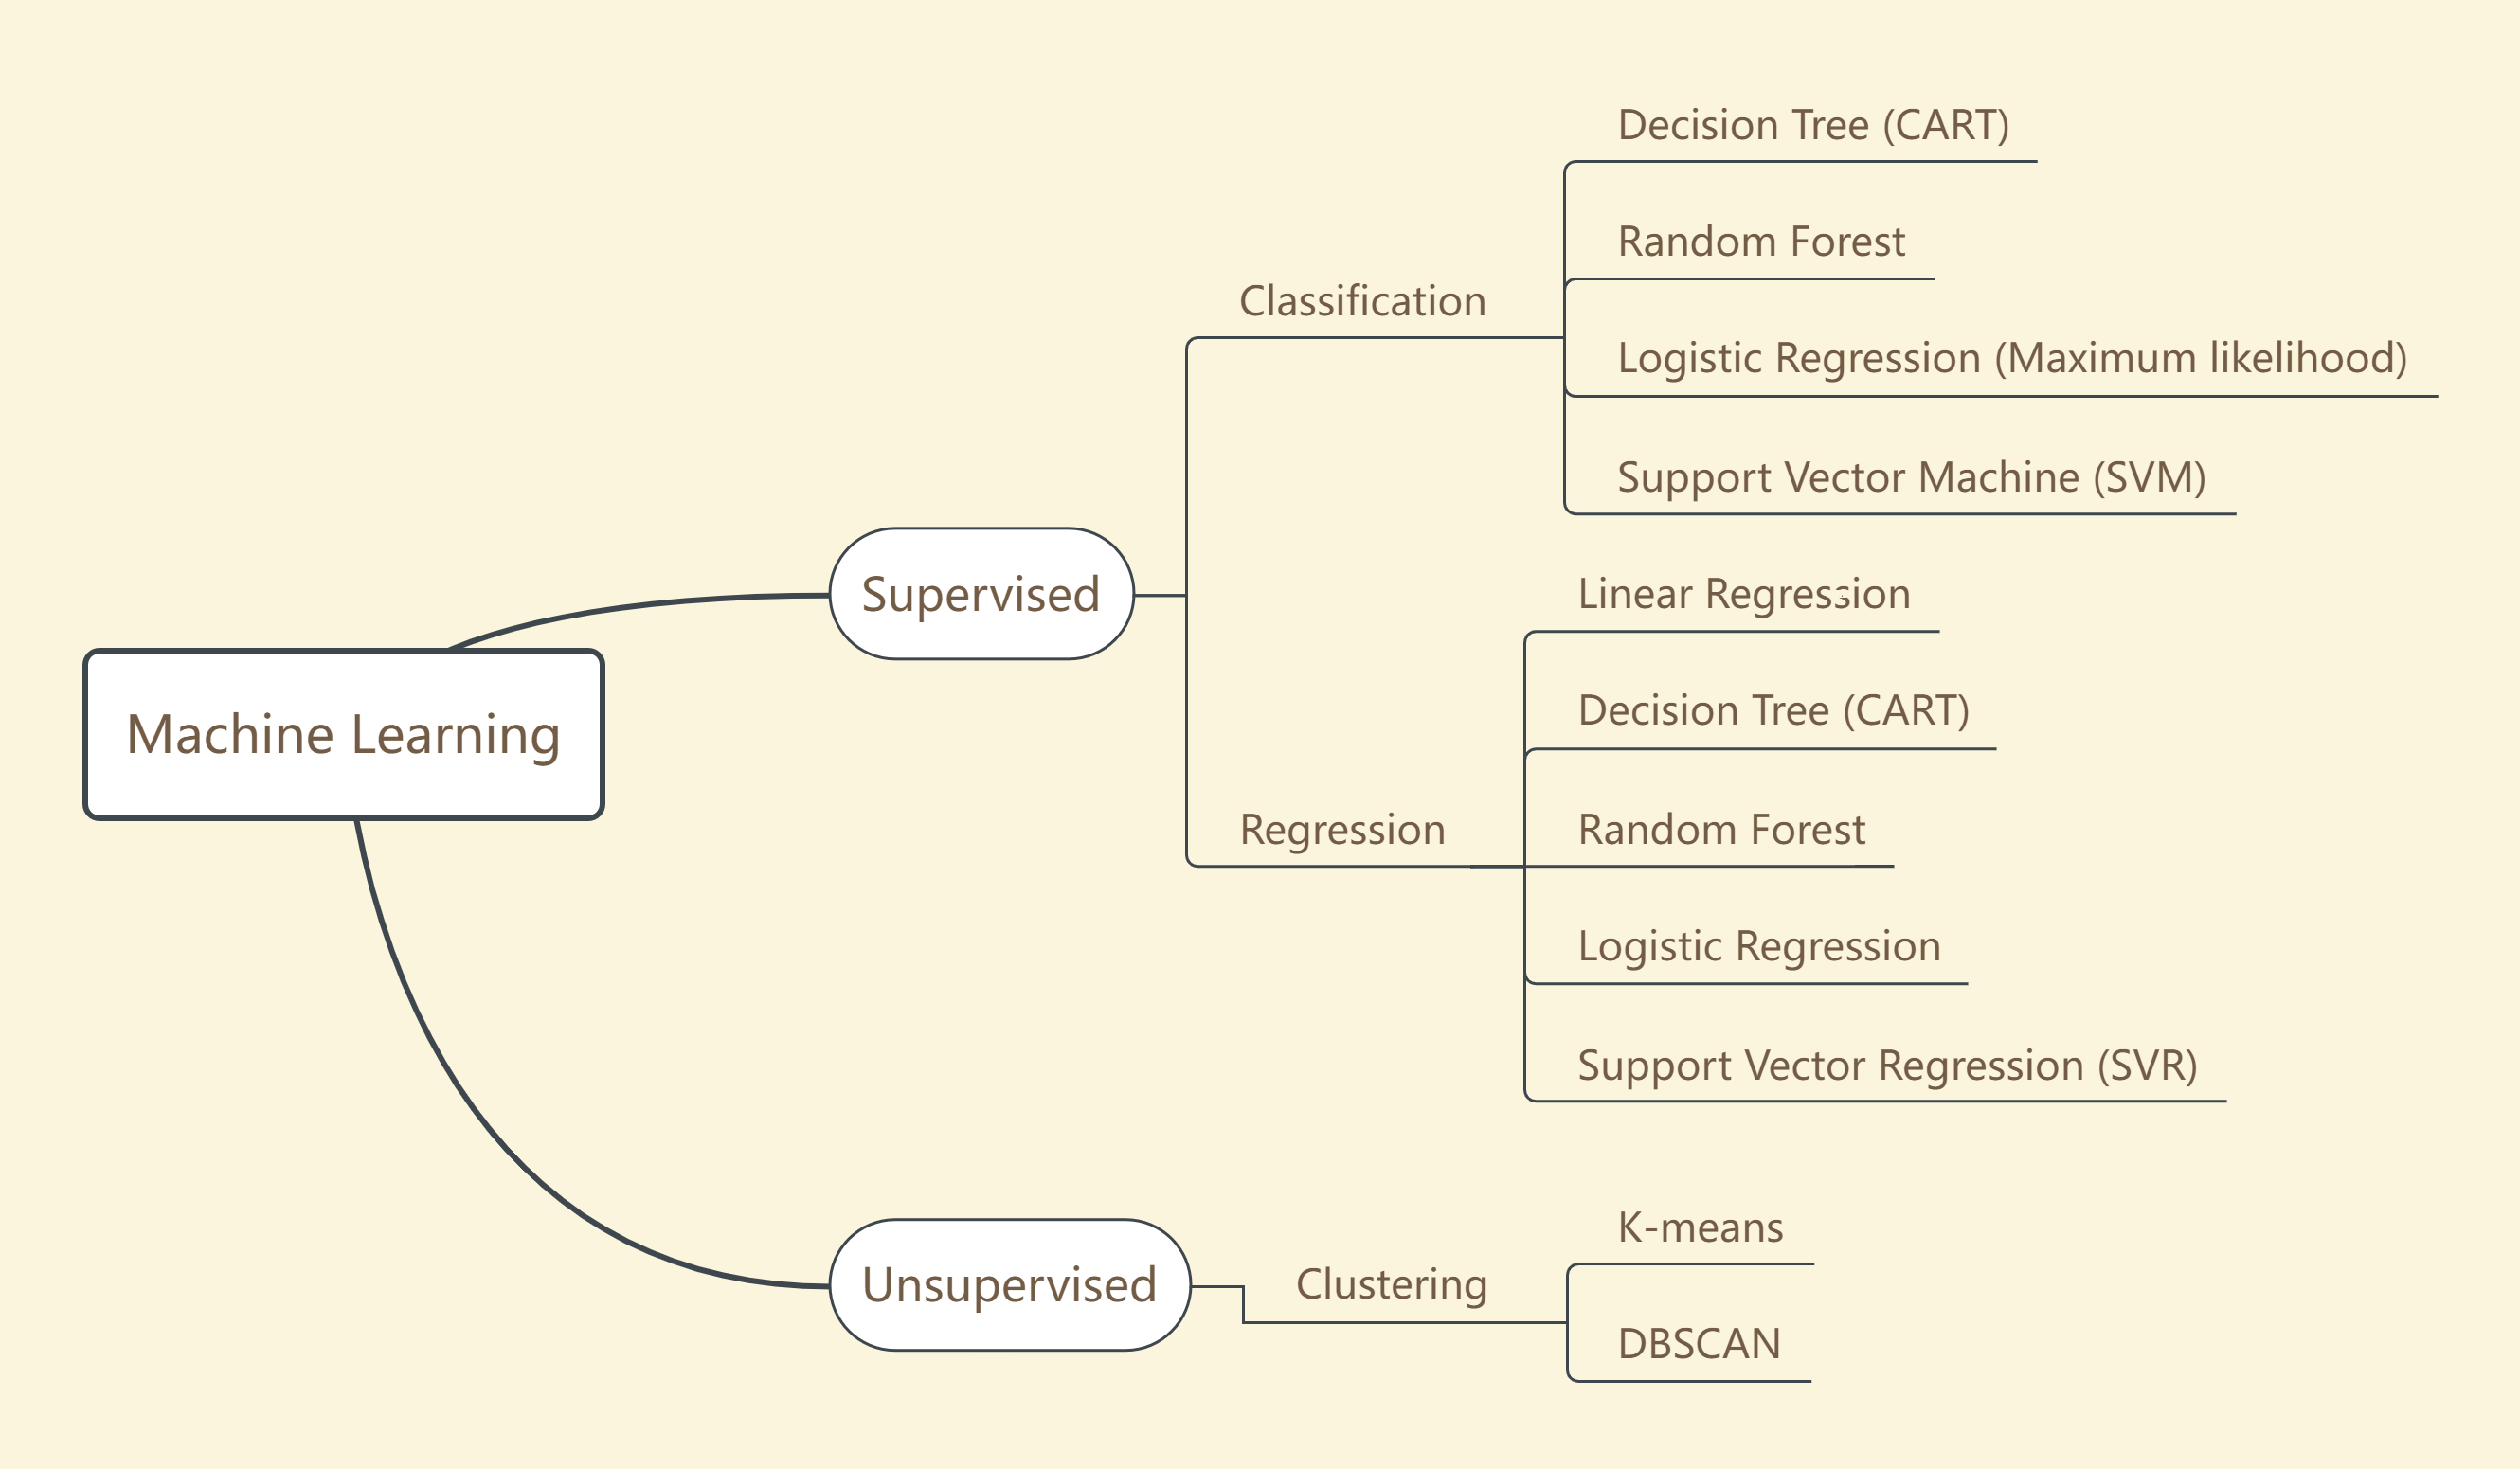 Machine Learning
Supervised
Classification
Decision Tree (CART)
Random Forest
Logistic Regression (Maximum likelihood)
Support Vector Machine (SVM)
Regression
Linear Regression
Decision Tree (CART)
Random Forest
Logistic Regression
Support Vector Regression (SVR)
Unsupervised
Clustering
K-means
DBSCAN